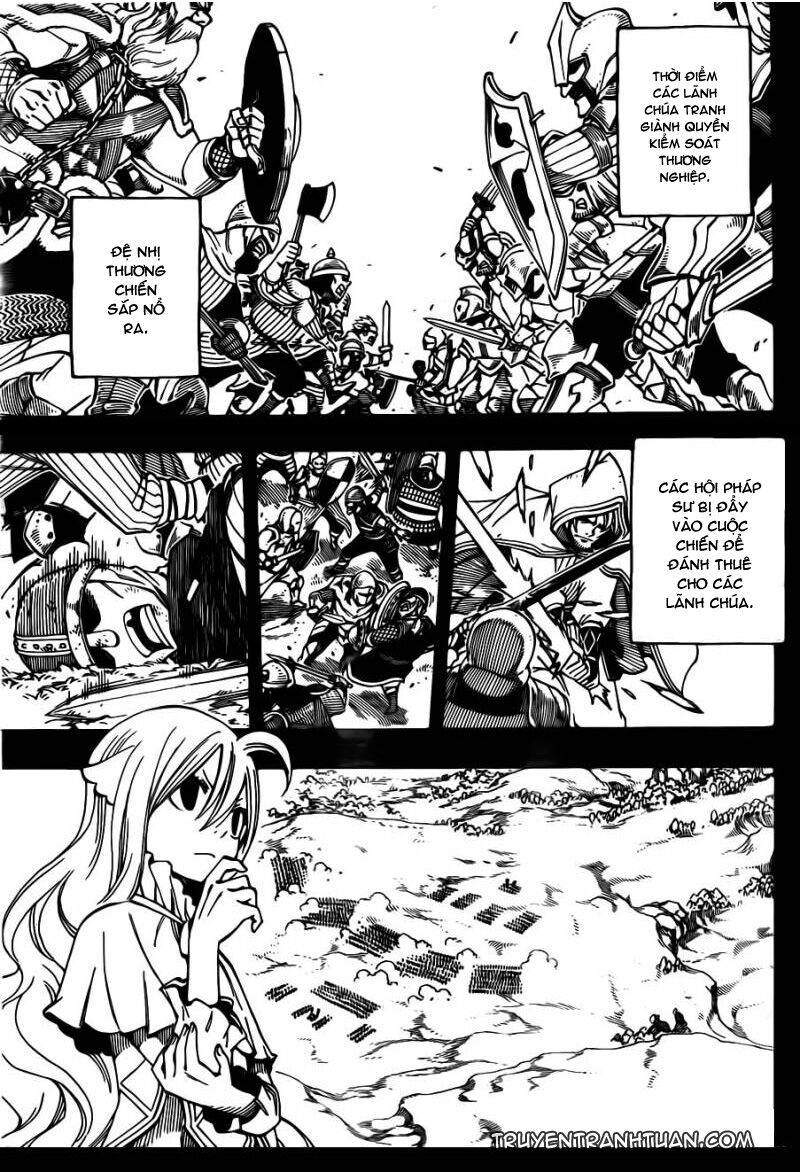 THỜI ĐIỂM
CÁC LÃNH
CHÚA TRANH
GIÀNH QUYỀN
KIỂM SOÁT
THƯƠNG
NGHIỆP.
ĐỆ NHỊ
THƯƠNG
CHIẾN
SẮP NỔ
RA.
CÁC HỘI PHÁP
SƯ BỊ ĐẨY
VÀO CUỘC
CHIẾN ĐỂ
ĐÁNH THUÊ
CHO CÁC
LÃNH CHÚA.
TRUYENTRANHTUAN.COM